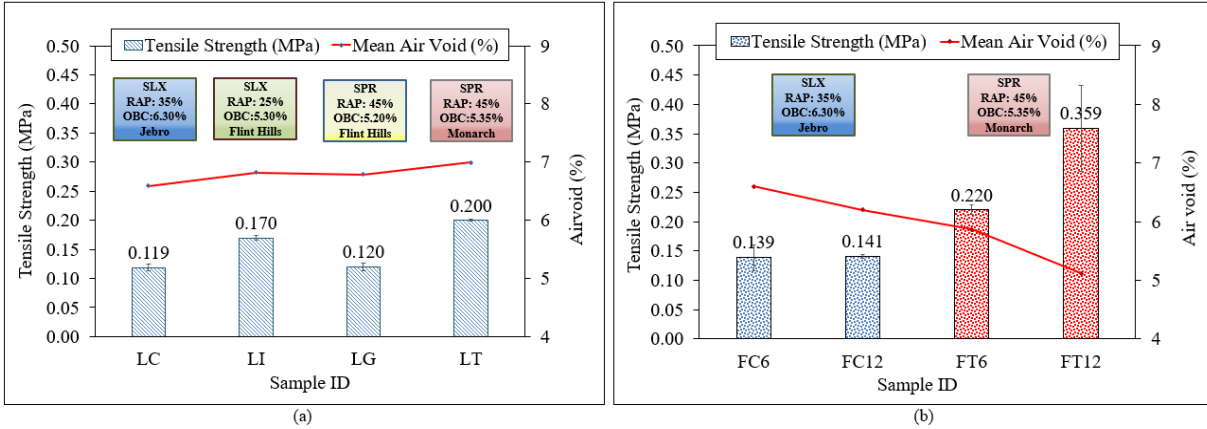 Tensile Strength (MPa) Mean Air Void (%)
0.50
0.45
0.40
0.35
0.30
0.25
0.20
0.15
0.10
0.05
0.00
Tensile Strength (MPa)
9
8
7
6
5
4
Airvoid (%)
SLX
RAP: 35%
OBC:6.30%
Jebro
SLX
RAP: 25%
OBC:5.30%
Flint Hills
SPR
RAP: 45%
OBC:5.20%
Flint Hills
SPR
RAP: 45%
OBC:5.35%
Monarch
0.119
0.170
0.120
0.200
LC LI LG LT
Sample ID
(a)
Tensile Strength (MPa) Mean Air Void (%)
0.50
0.45
0.40
0.35
0.30
0.25
0.20
0.15
0.10
0.05
0.00
Tensile Strength (MPa)
9
8
7
6
5
4
Air void (%)
SLX
RAP: 35%
OBC:6.30%
Jebro
SPR
RAP: 45%
OBC:5.35%
Monarch
0.139
0.141
0.220
0.359
FC6 FC12 FT6 FT12
Sample ID
(b)